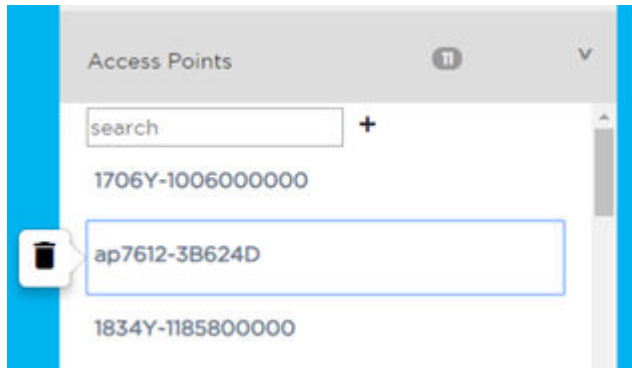 Access Points 11 v
search +
1706Y-1006000000
ap7612-3B624D
1834Y-1185800000